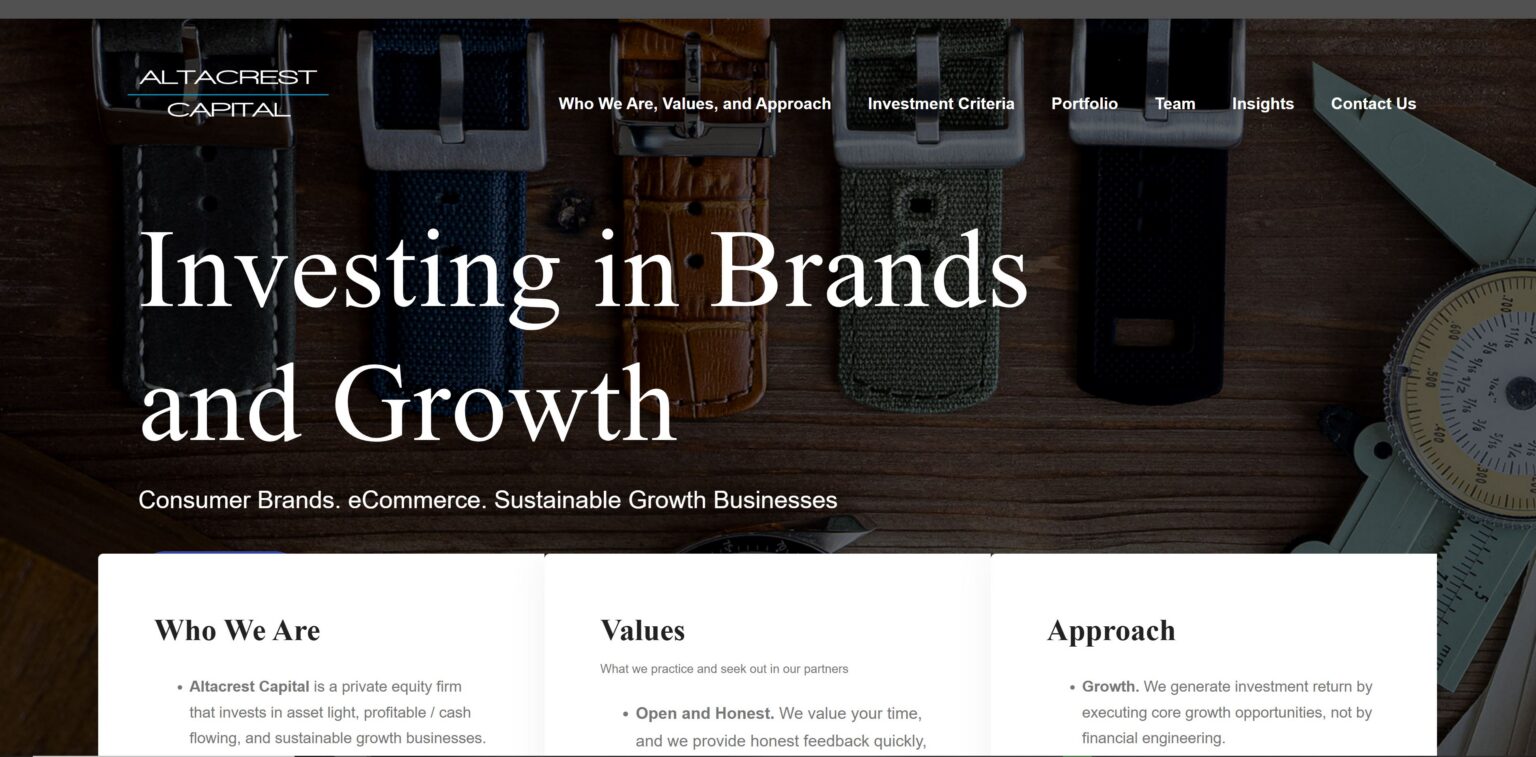 ALTACREST
CAPITAL
Who We Are, Values, and Approach
Investment Criteria
Portfolio
Team
Insights
Contact Us
Investing in Brands
and Growth
Consumer Brands. eCommerce. Sustainable Growth Businesses
Who We Are
• Altacrest Capital is a private equity firm
that invests in asset light, profitable / cash
flowing, and sustainable growth businesses.
Values
What we practice and seek out in our partners
• Open and Honest. We value your time,
and we provide honest feedback quickly,
Approach
• Growth. We generate investment return by
executing core growth opportunities, not by
financial engineering.